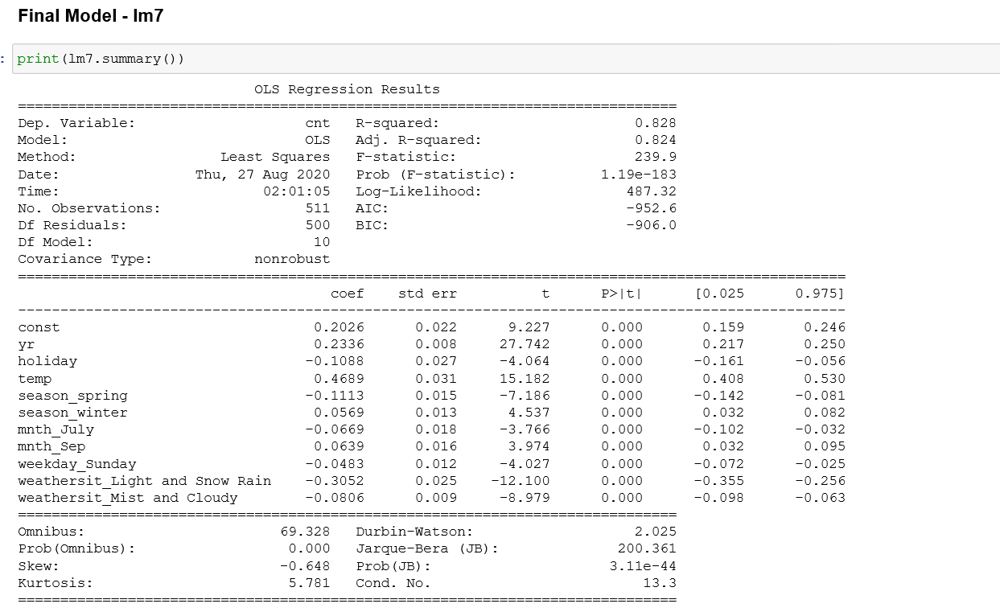 Final Model - lm7
: print(lm7.summary())
OLS Regression Results
==============================================================================
Dep. Variable: cnt R-squared: 0.828
Model: OLS Adj. R-squared: 0.824
Method: Least Squares F-statistic: 239.9
Date: Thu, 27 Aug 2020 Prob (F-statistic): 1.19e-183
Time: 02:01:05 Log-Likelihood: 487.32
No. Observations: 511 AIC: -952.6
Df Residuals: 500 BIC: -906.0
Df Model: 10
Covariance Type: nonrobust
==================================================================================================
coef std err t P>|t| [0.025 0.975]
--------------------------------------------------------------------------------------------------
const 0.2026 0.022 9.227 0.000 0.159 0.246
yr 0.2336 0.008 27.742 0.000 0.217 0.250
holiday -0.1088 0.027 -4.064 0.000 -0.161 -0.056
temp 0.4689 0.031 15.182 0.000 0.408 0.530
season_spring -0.1113 0.015 -7.186 0.000 -0.142 -0.081
season_winter 0.0569 0.013 4.537 0.000 0.032 0.082
mnth_July -0.0669 0.018 -3.766 0.000 -0.102 -0.032
mnth_Sep 0.0639 0.016 3.974 0.000 0.032 0.095
weekday_Sunday -0.0483 0.012 -4.027 0.000 -0.072 -0.025
weathersit_Light and Snow Rain -0.3052 0.025 -12.100 0.000 -0.355 -0.256
weathersit_Mist and Cloudy -0.0806 0.009 -8.979 0.000 -0.098 -0.063
==============================================================================
Omnibus: 69.328 Durbin-Watson: 2.025
Prob(Omnibus): 0.000 Jarque-Bera (JB): 200.361
Skew: -0.648 Prob(JB): 3.11e-44
Kurtosis: 5.781 Cond. No. 13.3
==============================================================================